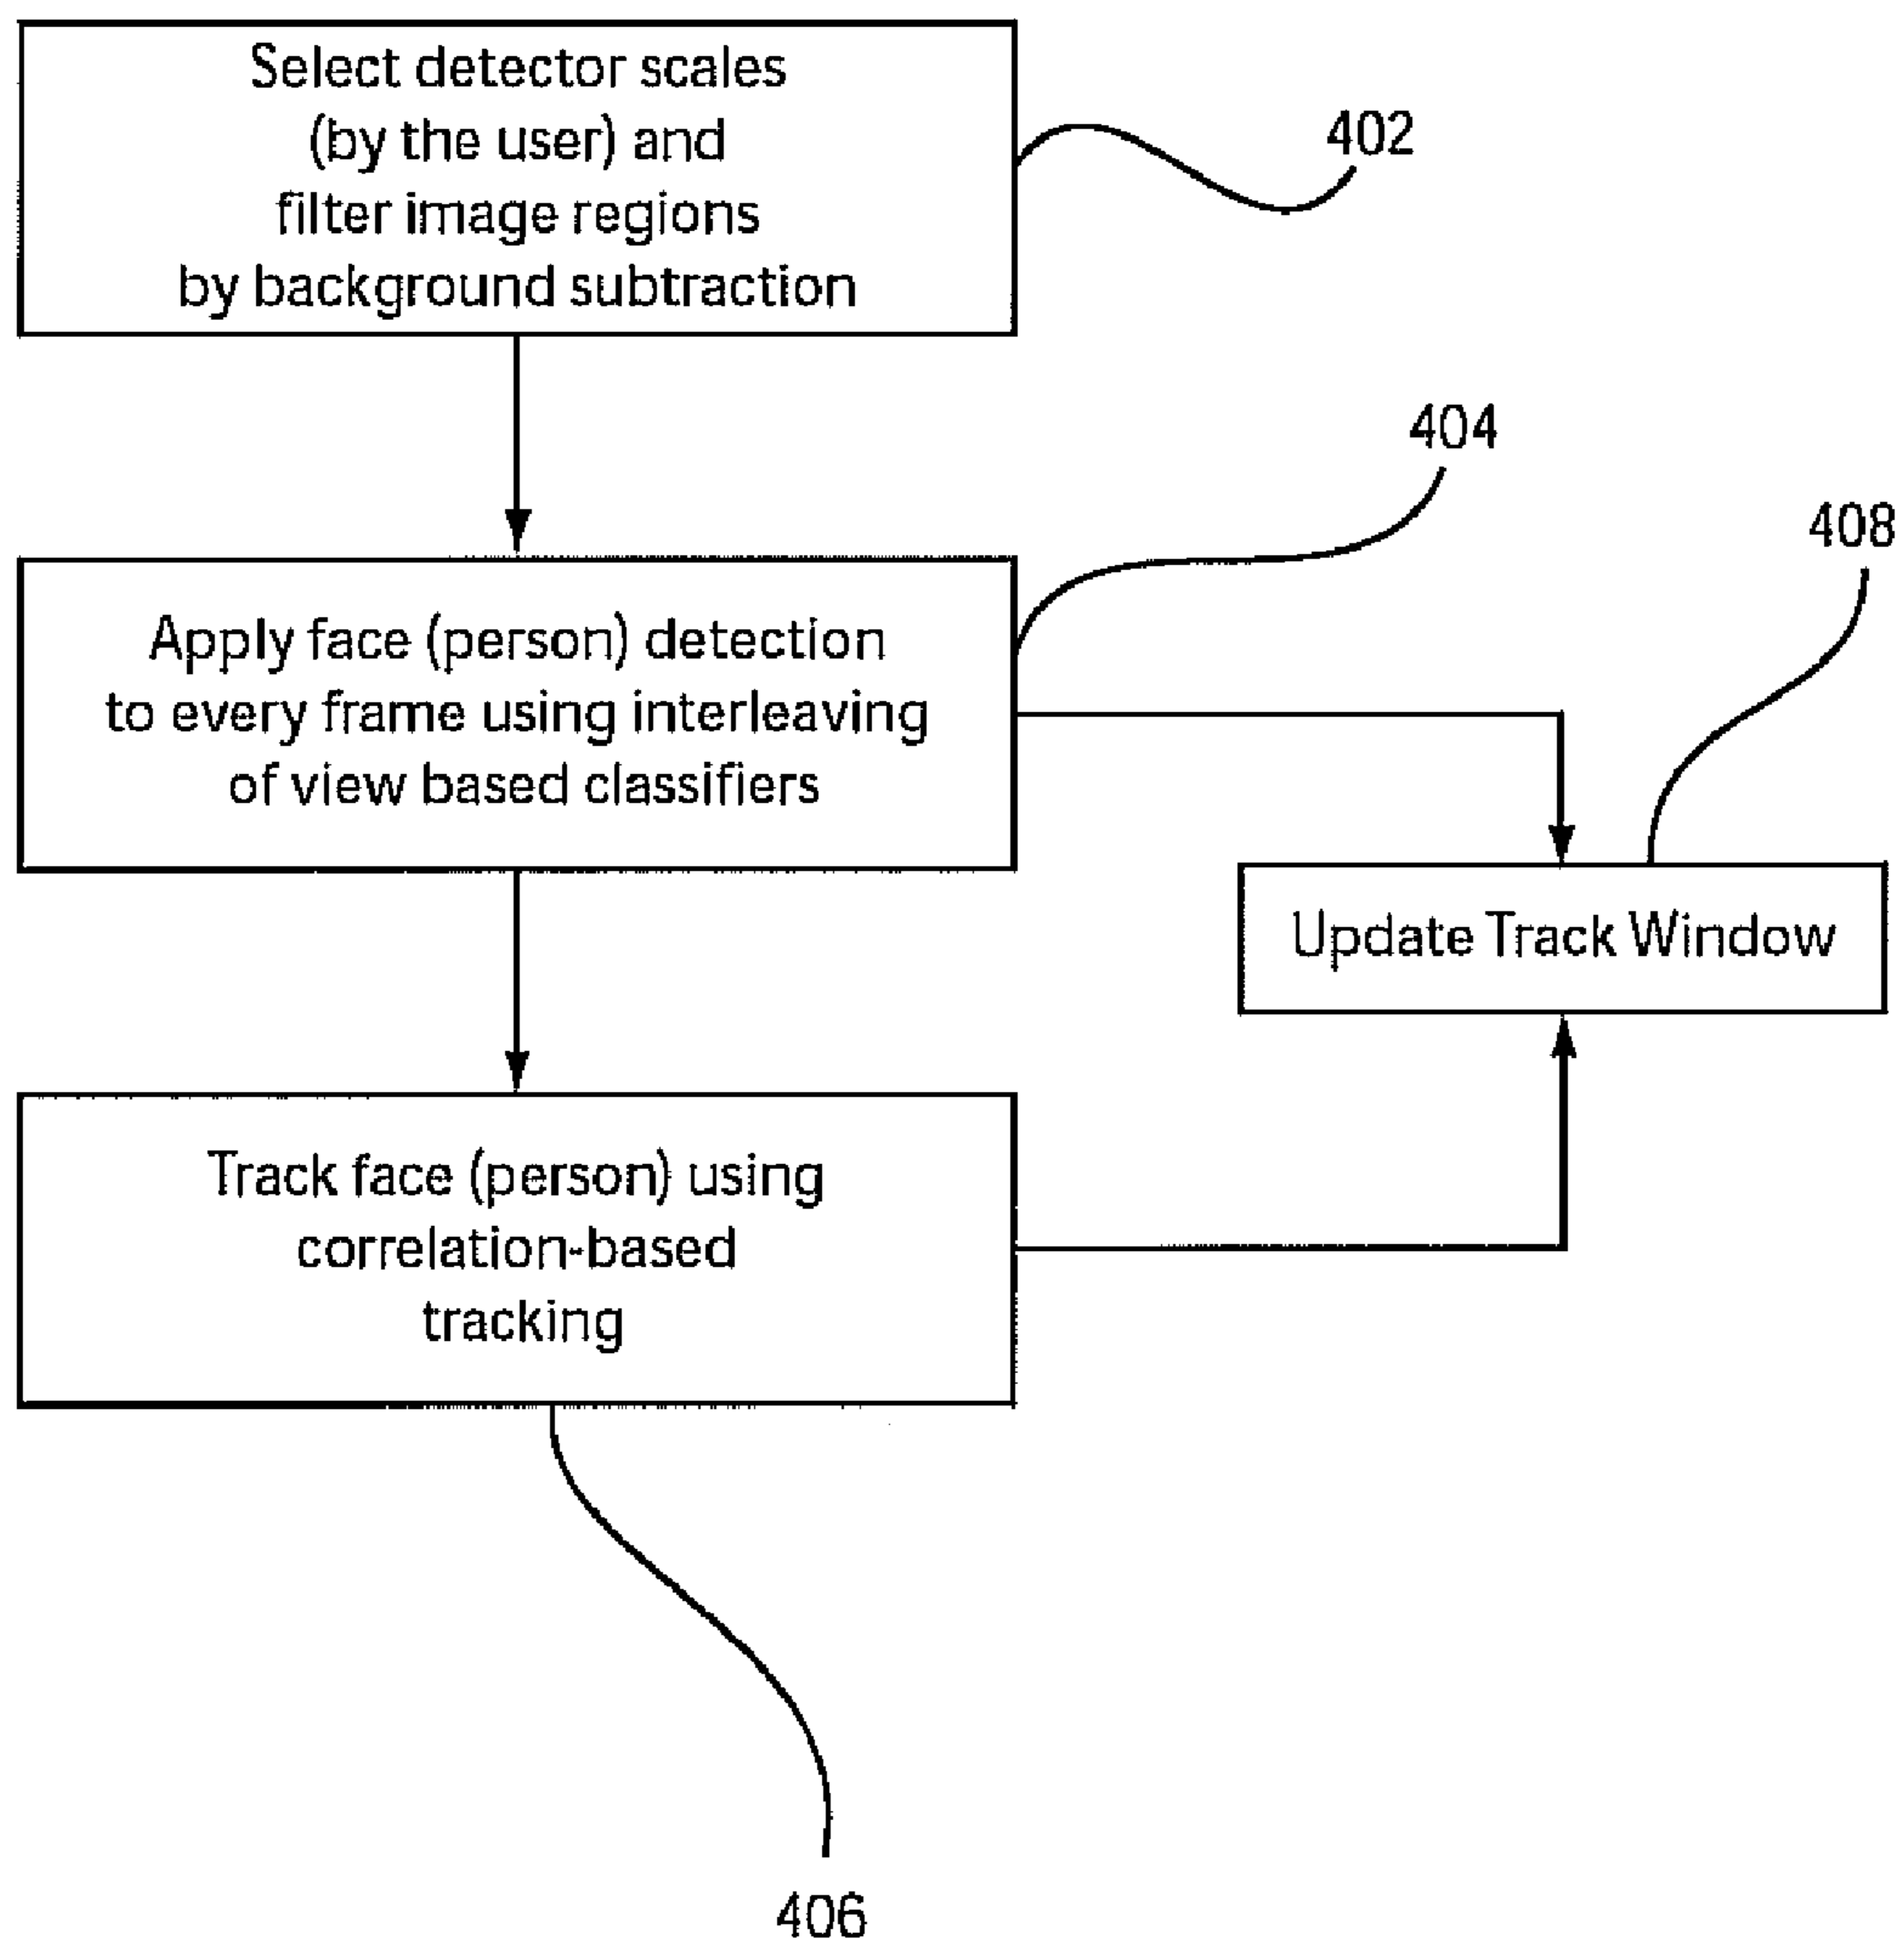 Select detector scales
(by the user) and
filter image regions
by background subtraction
402
404
408
Apply face (person) detection
to every frame using interleaving
of view based classifiers
Update Track Window
Track face (person) using
correlation-based
tracking
406